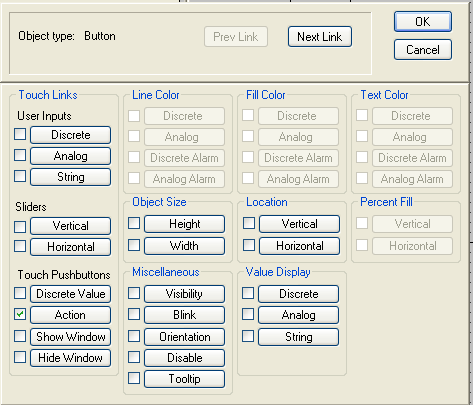 Object type: Button
Prev Link
Next Link
OK
Cancel
Touch Links
User Inputs
Discrete
Analog
String
Sliders
Vertical
Horizontal
Touch Pushbuttons
Discrete Value
Action
Show Window
Hide Window
Line Color
Discrete
Analog
Discrete Alarm
Analog Alarm
Object Size
Height
Width
Miscellaneous
Visibility
Blink
Orientation
Disable
Tooltip
Fill Color
Discrete
Analog
Discrete Alarm
Analog Alarm
Location
Vertical
Horizontal
Value Display
Discrete
Analog
String
Text Color
Discrete
Analog
Discrete Alarm
Analog Alarm
Percent Fill
Vertical
Horizontal